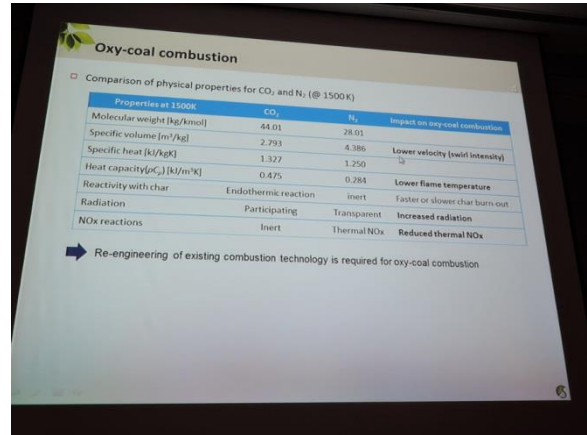 Oxy-coal combustion
Comparison of physical properties for CO₂ and N₂ (@ 1500K)
Properties at 1500K CO₂ N₂ Impact on oxy-coal combustion
Molecular weight [kg/kmol] 44.01 28.01
Specific volume [m³/kg] 2.793 4.386 Lower velocity (swirl intensity)
Specific heat [kJ/kgK] 1.327 1.250
Heat capacity(ρCₚ) [kJ/m³K] 0.475 0.284 Lower flame temperature
Reactivity with char Endothermic reaction inert Faster or slower char burn-out
Radiation Participating Transparent Increased radiation
NOx reactions Inert Thermal NOx Reduced thermal NOx
Re-engineering of existing combustion technology is required for oxy-coal combustion